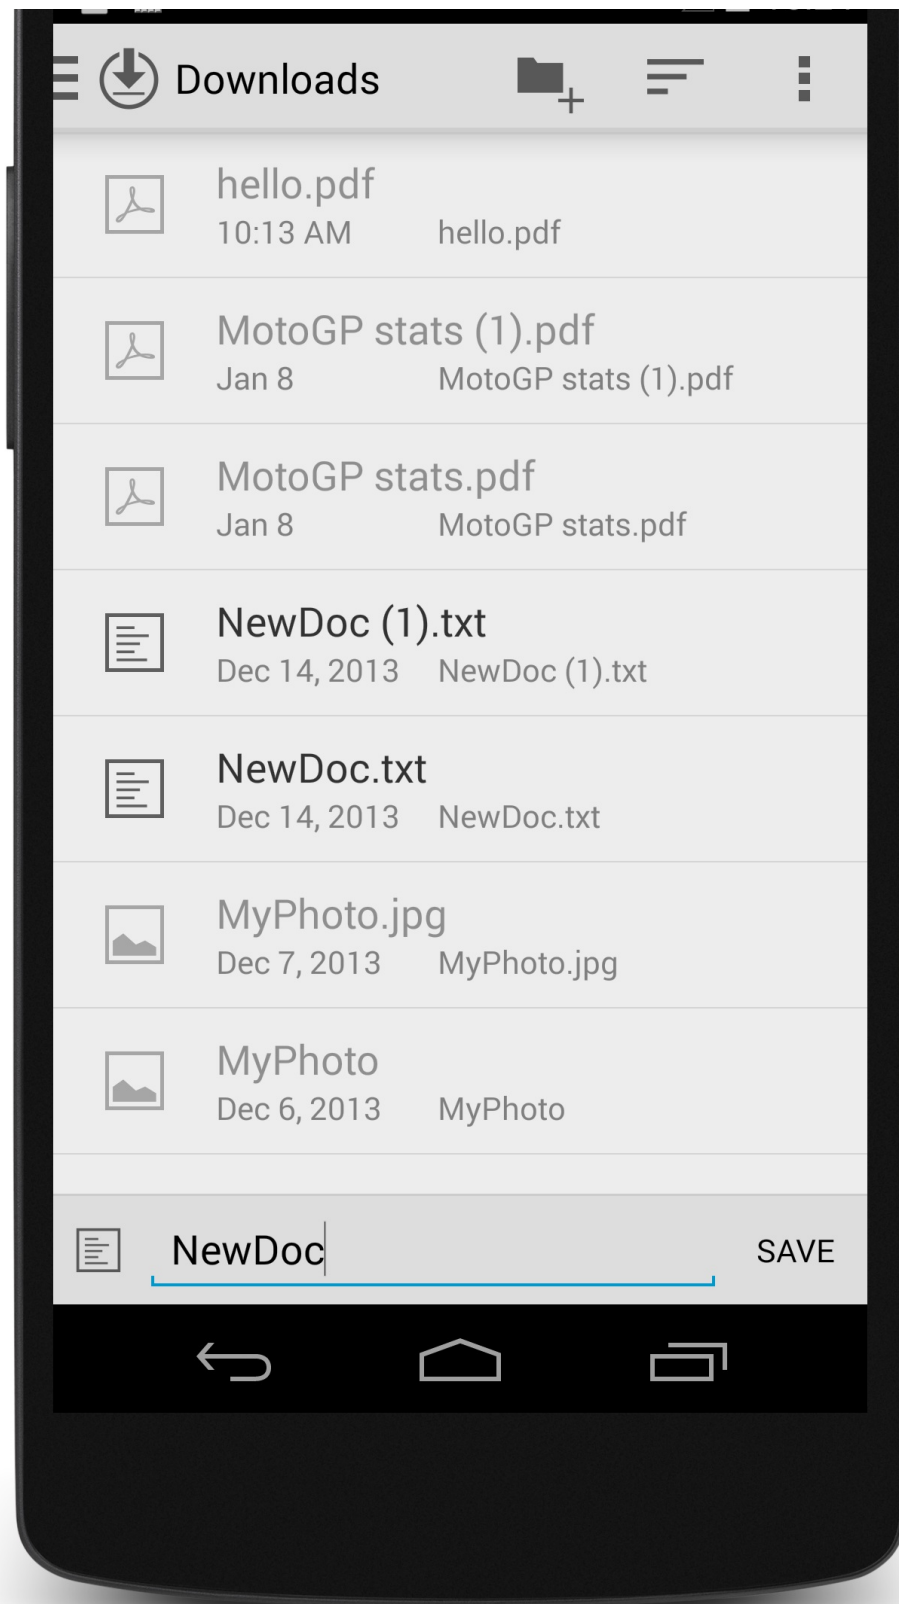 Downloads
hello.pdf
10:13 AM hello.pdf
MotoGP stats (1).pdf
Jan 8 MotoGP stats (1).pdf
MotoGP stats.pdf
Jan 8 MotoGP stats.pdf
NewDoc (1).txt
Dec 14, 2013 NewDoc (1).txt
NewDoc.txt
Dec 14, 2013 NewDoc.txt
MyPhoto.jpg
Dec 7, 2013 MyPhoto.jpg
MyPhoto
Dec 6, 2013 MyPhoto
NewDoc SAVE